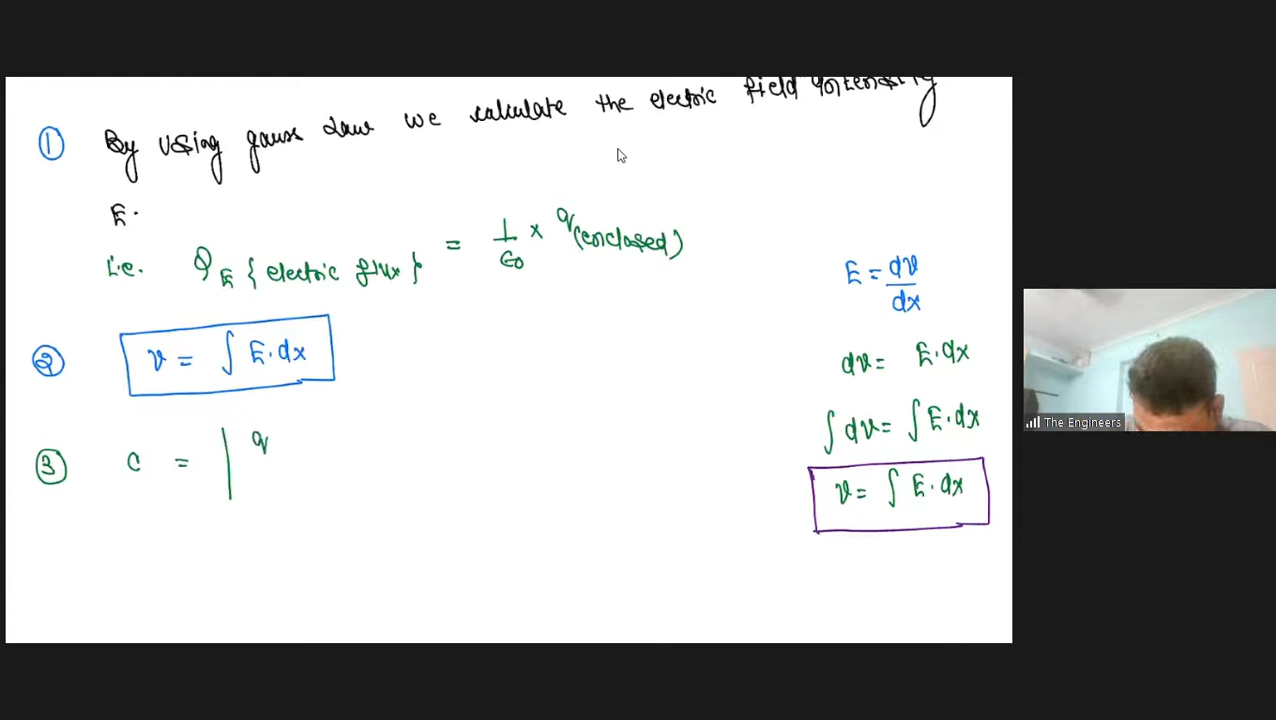 ① By using gauss Law we calculate the electric field intensity
E.
i.e. φE { electric flux } = 1/ε0 × q(enclosed)
E = dv/dx
② v = ∫ E.dx
dv = E.dx
∫ dv = ∫ E.dx
③ c = | q
v = ∫ E.dx
The Engineers